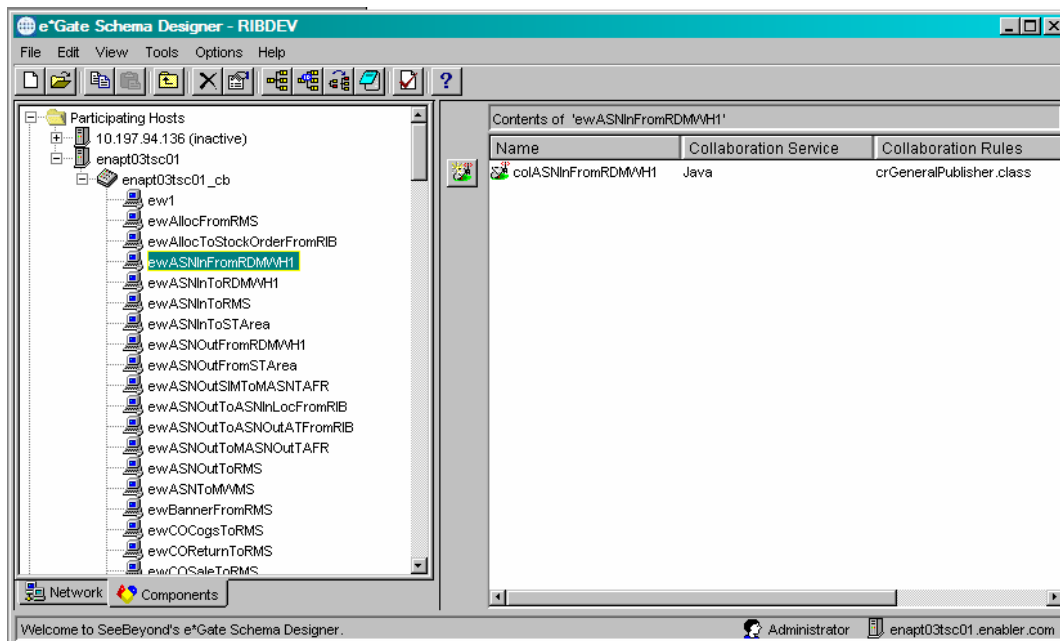 e*Gate Schema Designer - RIBDEV
File Edit View Tools Options Help
Participating Hosts
10.197.94.136 (inactive)
enapt03tsc01
enapt03tsc01_cb
ew1
ewAllocFromRMS
ewAllocToStockOrderFromRIB
ewASNInFromRDMWH1
ewASNInToRDMWH1
ewASNInToRMS
ewASNInToSTArea
ewASNOutFromRDMWH1
ewASNOutFromSTArea
ewASNOutSIMToMASNTAFR
ewASNOutToASNInLocFromRIB
ewASNOutToASNOutATFromRIB
ewASNOutToMASNOutTAFR
ewASNOutToRMS
ewASNToMWMS
ewBannerFromRMS
ewCOCogsToRMS
ewCOReturnToRMS
ewCOSaleToRMS
Network Components
Contents of 'ewASNInFromRDMWH1'
Name Collaboration Service Collaboration Rules
colASNInFromRDMWH1 Java crGeneralPublisher.class
Welcome to SeeBeyond's e*Gate Schema Designer. Administrator enapt03tsc01.enabler.com